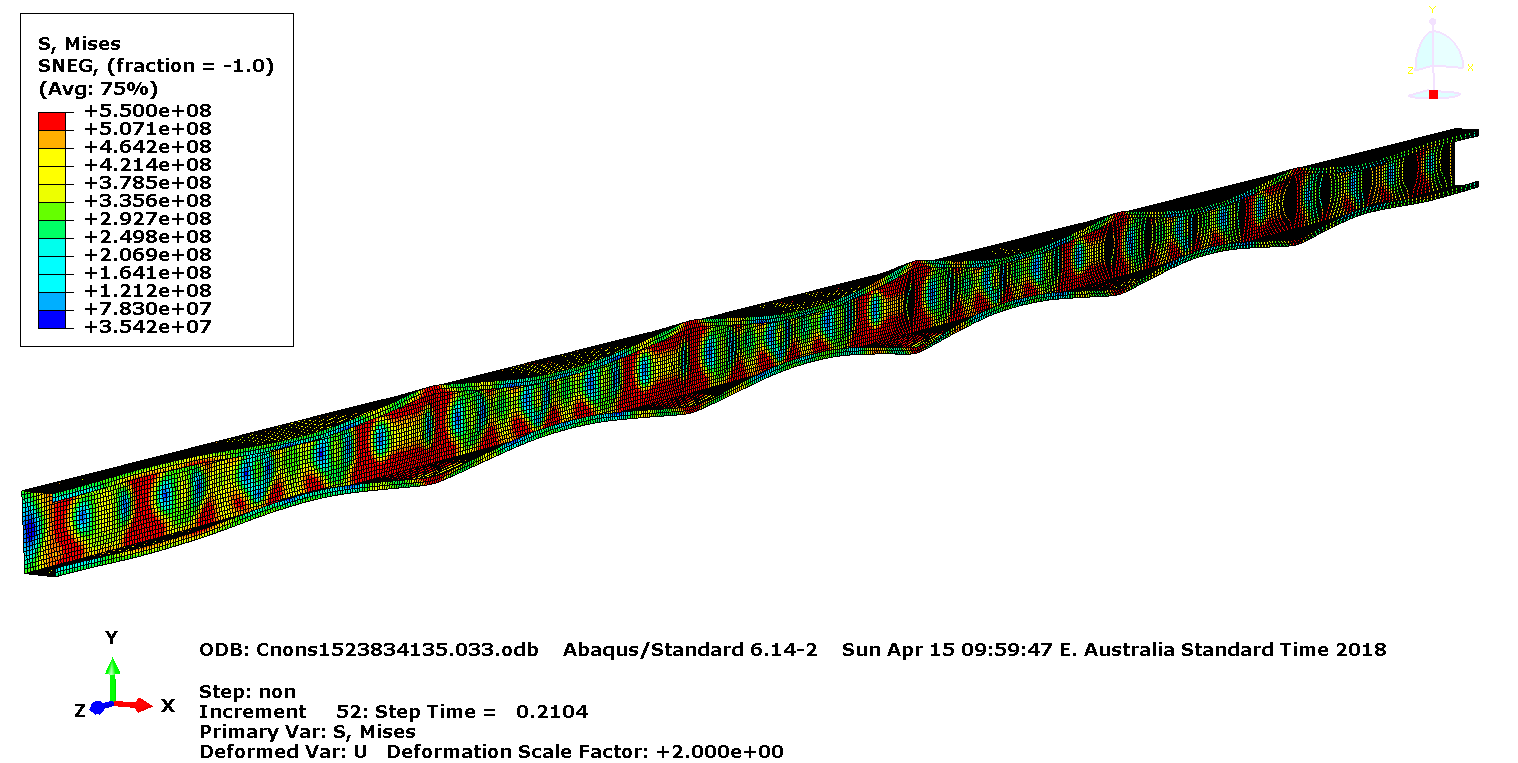 S, Mises
SNEG, (fraction = -1.0)
(Avg: 75%)
+5.500e+08
+5.071e+08
+4.642e+08
+4.214e+08
+3.785e+08
+3.356e+08
+2.927e+08
+2.498e+08
+2.069e+08
+1.641e+08
+1.212e+08
+7.830e+07
+3.542e+07
Y
Z X
Y
Z X
ODB: Cnons1523834135.033.odb Abaqus/Standard 6.14-2 Sun Apr 15 09:59:47 E. Australia Standard Time 2018
Step: non
Increment 52: Step Time = 0.2104
Primary Var: S, Mises
Deformed Var: U Deformation Scale Factor: +2.000e+00